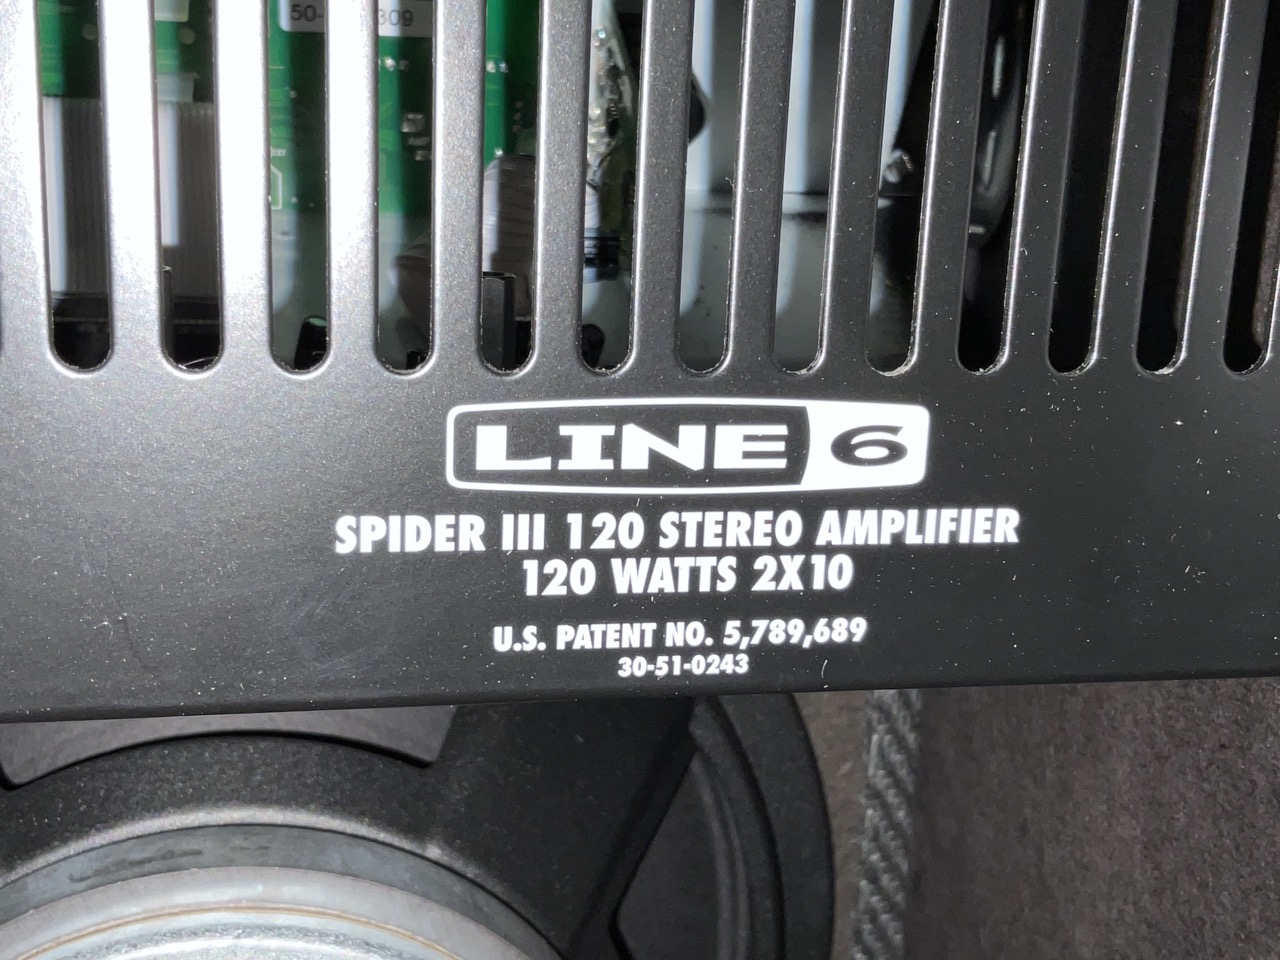 LINE 6
SPIDER III 120 STEREO AMPLIFIER
120 WATTS 2X10
U.S. PATENT NO. 5,789,689
30-51-0243